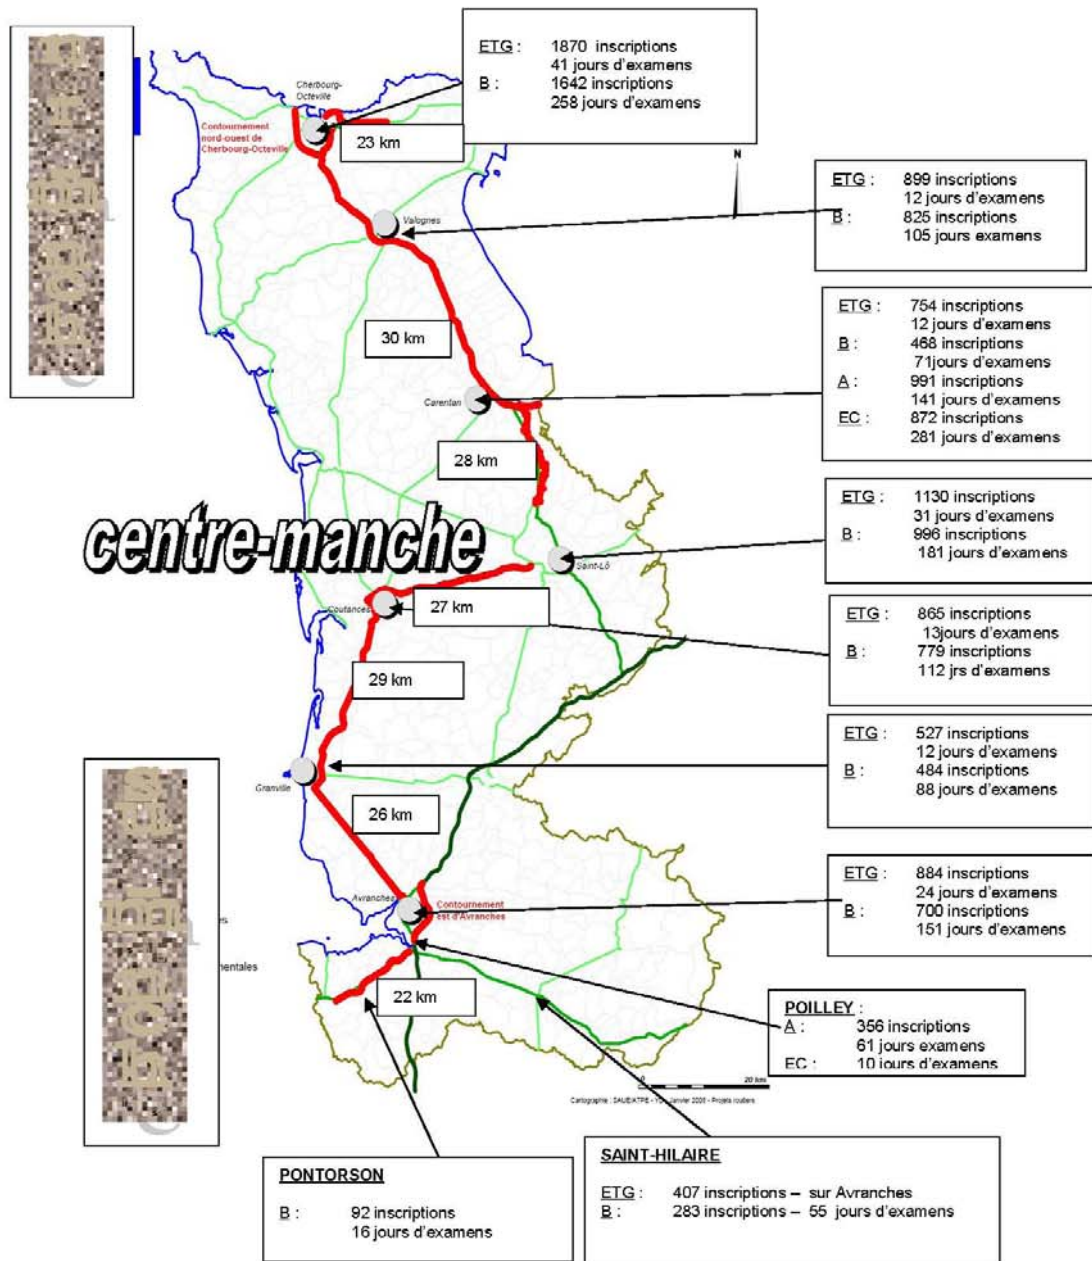 ETG : 1870 inscriptions
41 jours d'examens
B : 1642 inscriptions
258 jours d'examens
Cherbourg-
Octeville
Contournement
nord-ouest de
Cherbourg-Octeville
23 km
N
ETG : 899 inscriptions
12 jours d'examens
B : 825 inscriptions
105 jours examens
Valognes
30 km
ETG : 754 inscriptions
12 jours d'examens
B : 468 inscriptions
71jours d'examens
A : 991 inscriptions
141 jours d'examens
EC : 872 inscriptions
281 jours d'examens
Carentan
28 km
centre-manche
ETG : 1130 inscriptions
31 jours d'examens
B : 996 inscriptions
181 jours d'examens
Saint-Lô
Coutances
27 km
ETG : 865 inscriptions
13jours d'examens
B : 779 inscriptions
112 jrs d'examens
29 km
ETG : 527 inscriptions
12 jours d'examens
B : 484 inscriptions
88 jours d'examens
Granville
26 km
ETG : 884 inscriptions
24 jours d'examens
B : 700 inscriptions
151 jours d'examens
Avranches
Contournement
est d'Avranches
22 km
POILLEY :
A : 356 inscriptions
61 jours examens
EC : 10 jours d'examens
0 20 km
Cartographie : Janvier 2006 - Projets routiers
PONTORSON
B : 92 inscriptions
16 jours d'examens
SAINT-HILAIRE
ETG : 407 inscriptions – sur Avranches
B : 283 inscriptions – 55 jours d'examens